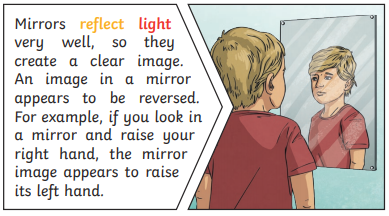 Mirrors reflect light
very well, so they
create a clear image.
An image in a mirror
appears to be reversed.
For example, if you look in
a mirror and raise your
right hand, the mirror
image appears to raise
its left hand.